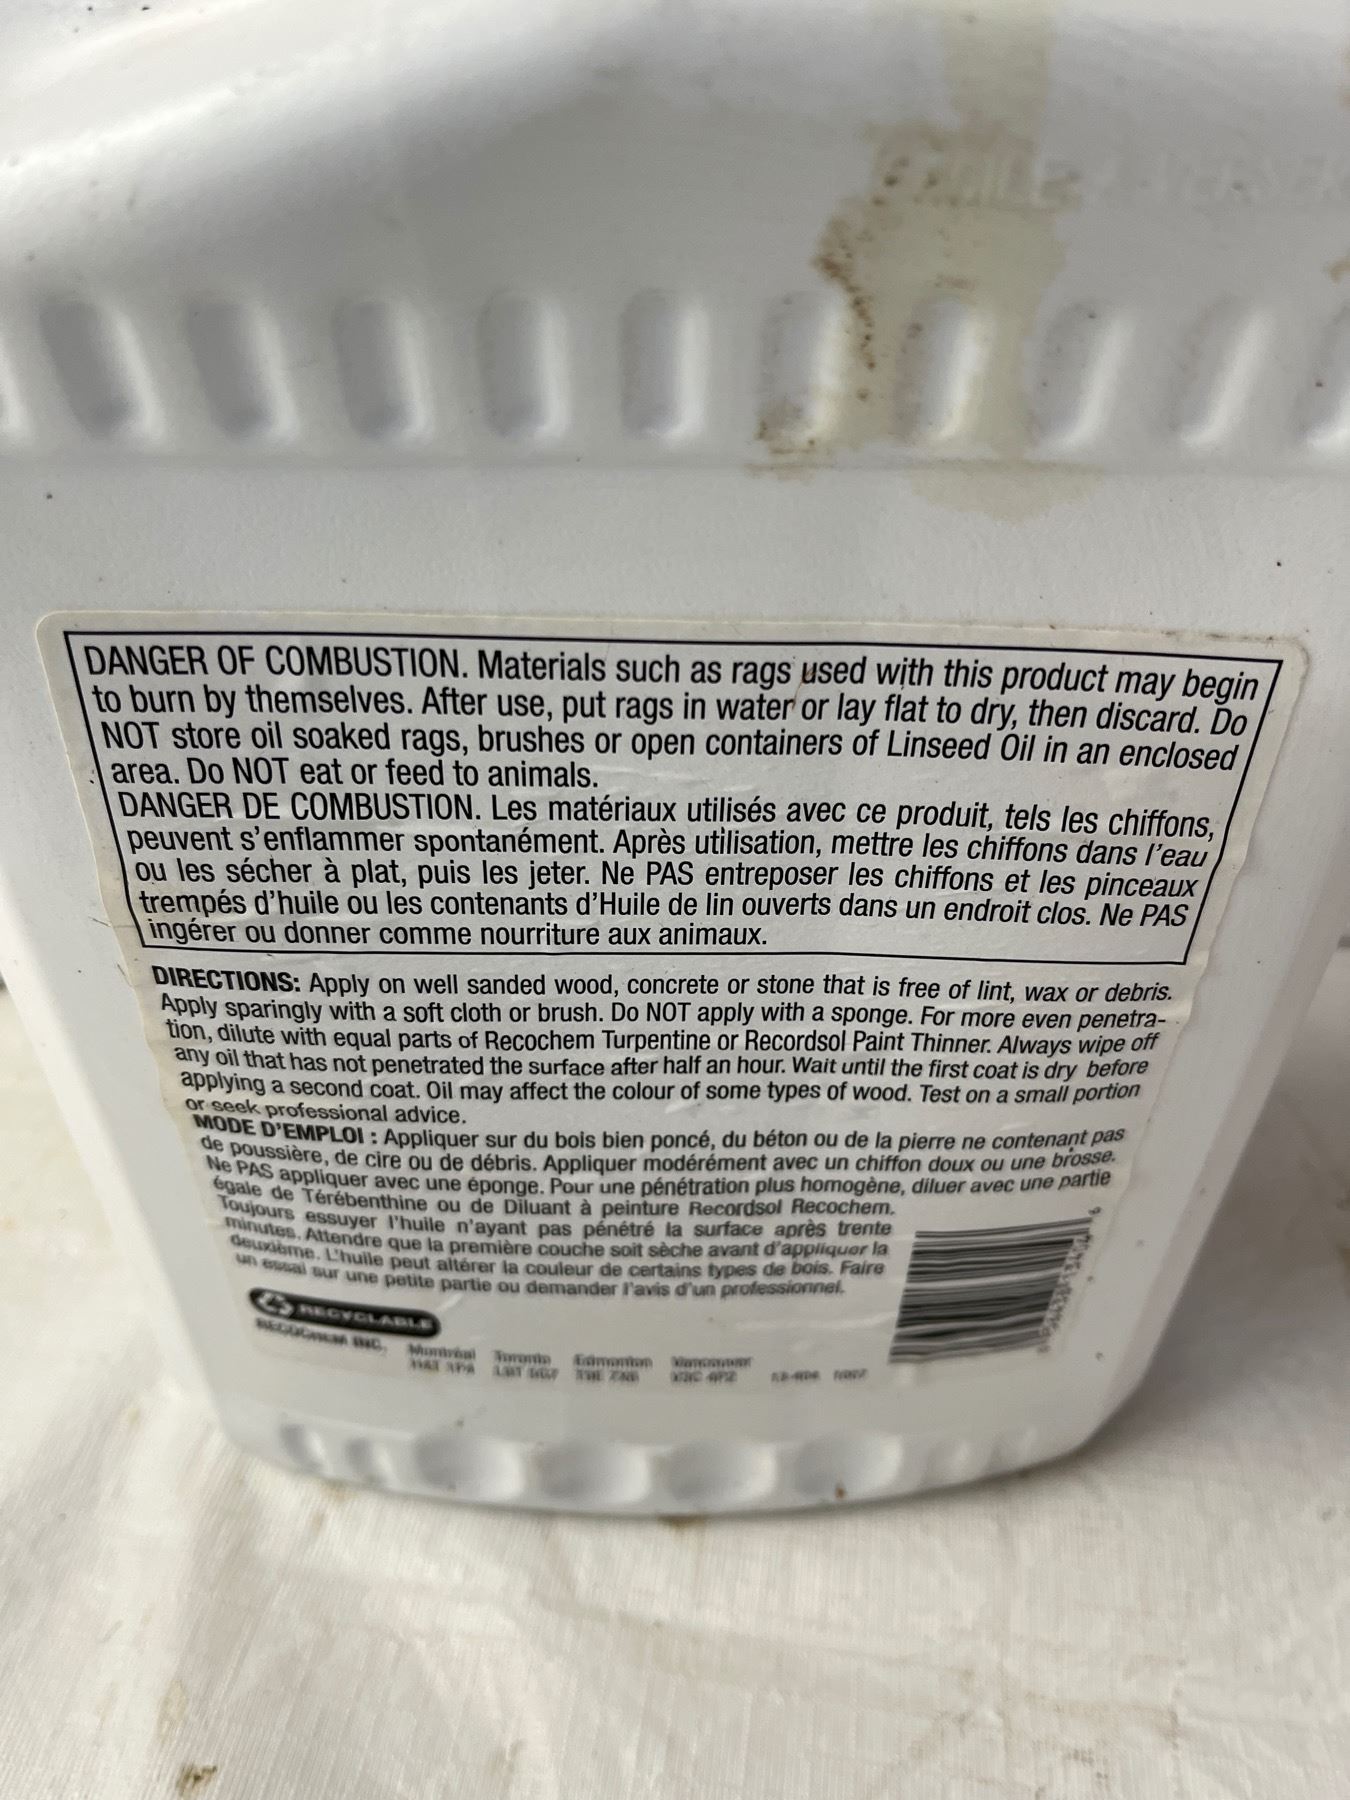 DANGER OF COMBUSTION. Materials such as rags used with this product may begin
to burn by themselves. After use, put rags in water or lay flat to dry, then discard. Do
NOT store oil soaked rags, brushes or open containers of Linseed Oil in an enclosed
area. Do NOT eat or feed to animals.
DANGER DE COMBUSTION. Les matériaux utilisés avec ce produit, tels les chiffons,
peuvent s'enflammer spontanément. Après utilisation, mettre les chiffons dans l'eau
ou les sécher à plat, puis les jeter. Ne PAS entreposer les chiffons et les pinceaux
trempés d'huile ou les contenants d'Huile de lin ouverts dans un endroit clos. Ne PAS
ingérer ou donner comme nourriture aux animaux.
DIRECTIONS: Apply on well sanded wood, concrete or stone that is free of lint, wax or debris.
Apply sparingly with a soft cloth or brush. Do NOT apply with a sponge. For more even penetra-
tion, dilute with equal parts of Recochem Turpentine or Recordsol Paint Thinner. Always wipe off
any oil that has not penetrated the surface after half an hour. Wait until the first coat is dry before
applying a second coat. Oil may affect the colour of some types of wood. Test on a small portion
or seek professional advice.
MODE D'EMPLOI : Appliquer sur du bois bien poncé, du béton ou de la pierre ne contenant pas
de poussière, de cire ou de débris. Appliquer modérément avec un chiffon doux ou une brosse.
Ne PAS appliquer avec une éponge. Pour une pénétration plus homogène, diluer avec une partie
égale de Térébenthine ou de Diluant à peinture Recordsol Recochem.
Toujours essuyer l'huile n'ayant pas pénétré la surface après trente
minutes. Attendre que la première couche soit sèche avant d'appliquer la
deuxième. L'huile peut altérer la couleur de certains types de bois. Faire
un essai sur une petite partie ou demander l'avis d'un professionnel.
RECYCLABLE
RECOCHEM INC.
Montréal Toronto Edmonton Vancouver